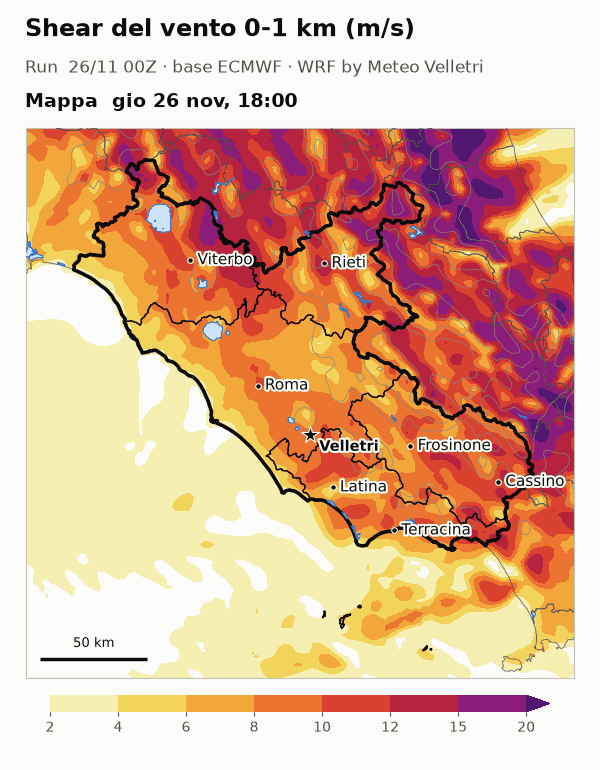 Shear del vento 0-1 km (m/s)
Run  26/11 00Z · base ECMWF · WRF by Meteo Velletri
Mappa  gio 26 nov, 18:00
Viterbo
Rieti
Roma
Velletri
Frosinone
Cassino
Latina
Terracina
50 km
2 4 6 8 10 12 15 20